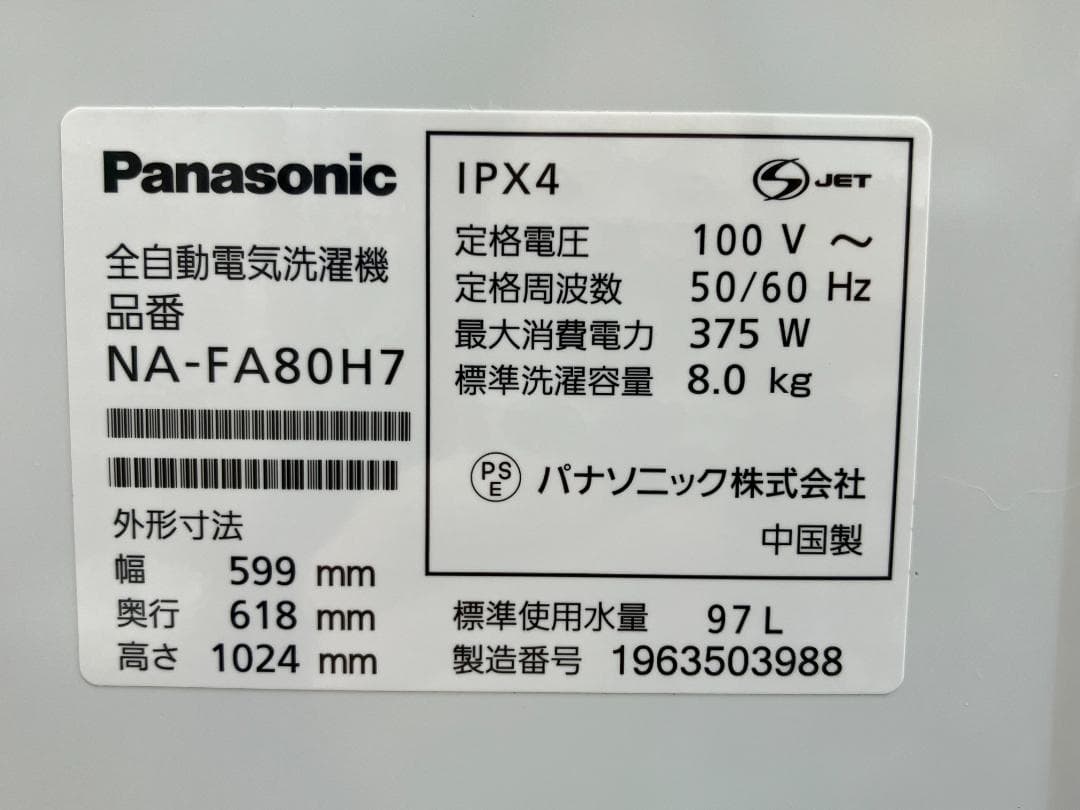 Panasonic
全自動電気洗濯機
品番
NA-FA80H7
外形寸法
幅 599 mm
奥行 618 mm
高さ 1024 mm
IPX4
S JET
定格電圧 100 V ～
定格周波数 50/60 Hz
最大消費電力 375 W
標準洗濯容量 8.0 kg
PS
E
パナソニック株式会社
中国製
標準使用水量 97 L
製造番号 1963503988